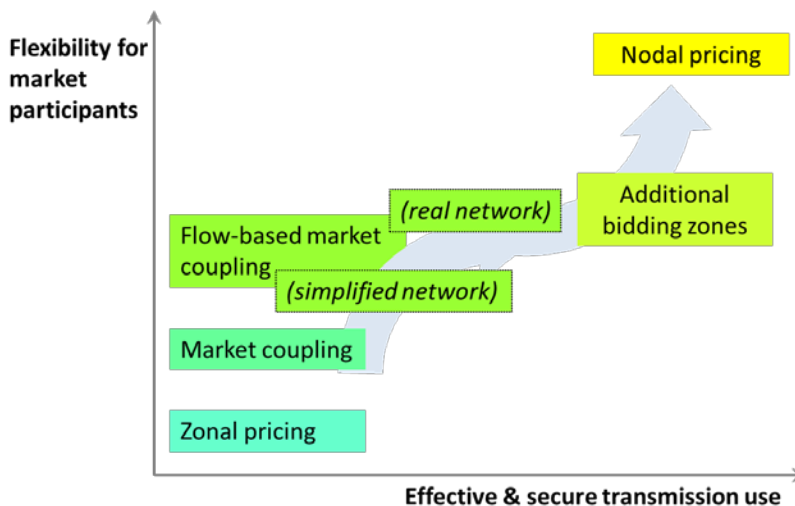 Flexibility for
market
participants
Nodal pricing
Additional
bidding zones
(real network)
Flow-based market
coupling
(simplified network)
Market coupling
Zonal pricing
Effective & secure transmission use